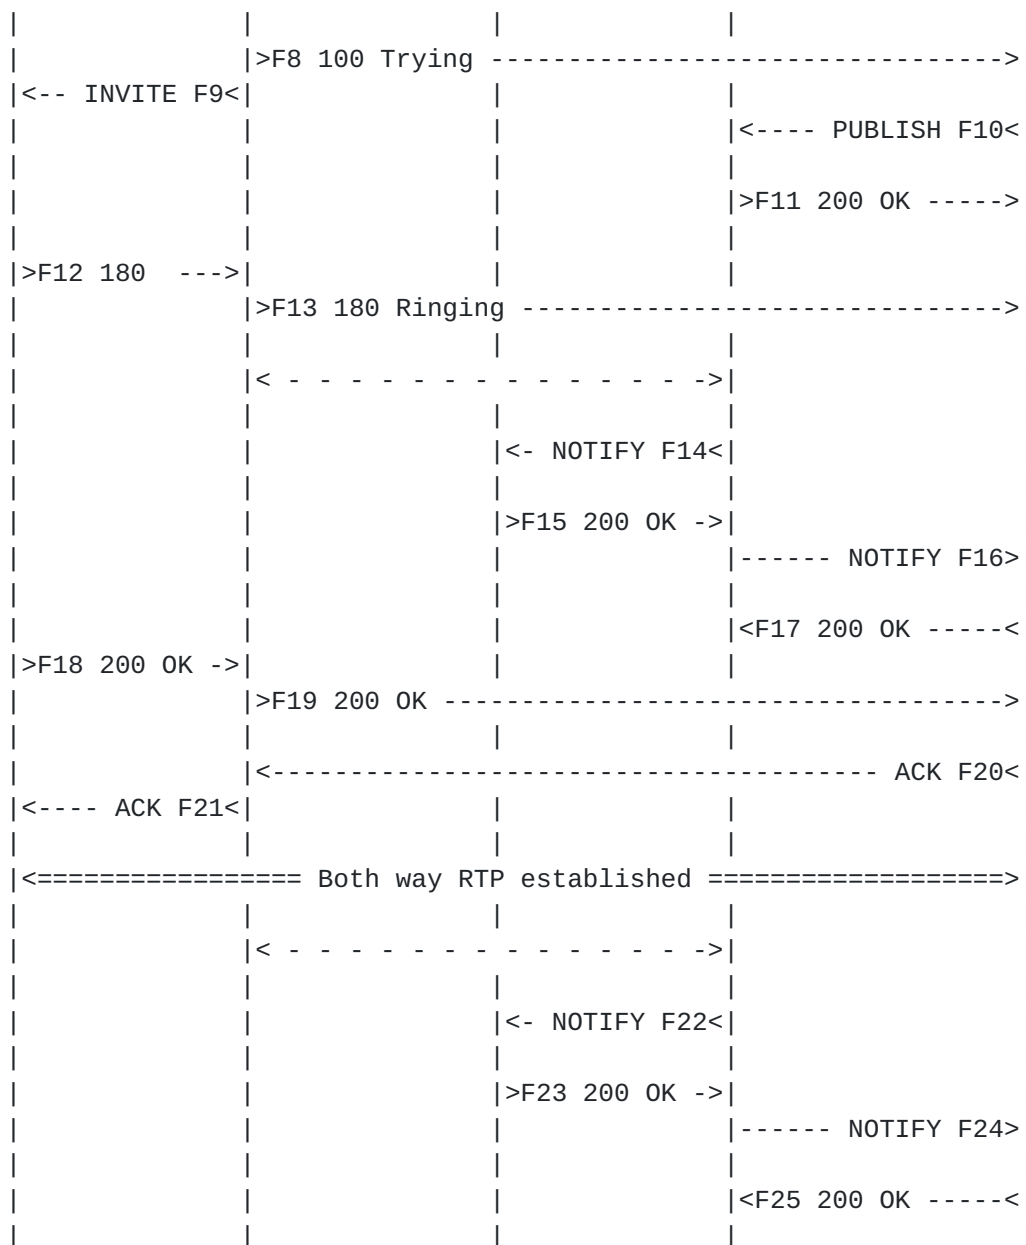 |              |               |              |
|              |>F8 100 Trying --------------------------------->
|<-- INVITE F9<|               |              |
|              |               |              |<---- PUBLISH F10<
|              |               |              |
|              |               |              |>F11 200 OK ----->
|              |               |              |
|>F12 180  --->|               |              |
|              |>F13 180 Ringing ------------------------------->
|              |               |              |
|              |< - - - - - - - - - - - - - ->|
|              |               |              |
|              |               |<- NOTIFY F14<|
|              |               |              |
|              |               |>F15 200 OK ->|
|              |               |              |------ NOTIFY F16>
|              |               |              |
|              |               |              |<F17 200 OK -----<
|>F18 200 OK ->|               |              |
|              |>F19 200 OK ------------------------------------>
|              |               |              |
|              |<--------------------------------------- ACK F20<
|<---- ACK F21<|               |              |
|              |               |              |
|<================= Both way RTP established ===================>
|              |               |              |
|              |< - - - - - - - - - - - - - ->|
|              |               |              |
|              |               |<- NOTIFY F22<|
|              |               |              |
|              |               |>F23 200 OK ->|
|              |               |              |------ NOTIFY F24>
|              |               |              |
|              |               |              |<F25 200 OK -----<
|              |               |              |